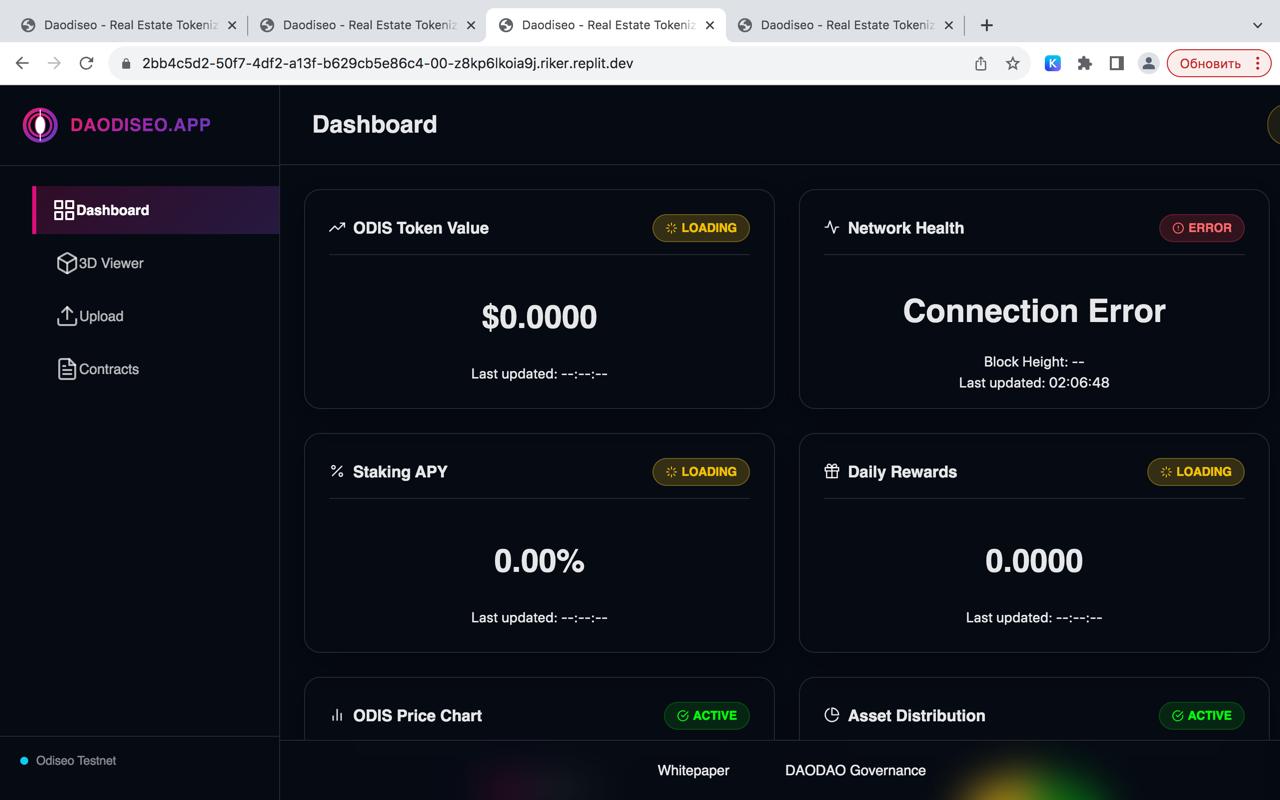 Daodiseo - Real Estate Tokeniz
Daodiseo - Real Estate Tokeniz
Daodiseo - Real Estate Tokeniz
Daodiseo - Real Estate Tokeniz
2bb4c5d2-50f7-4df2-a13f-b629cb5e86c4-00-z8kp6lkoia9j.riker.replit.dev
K
Обновить
DAODISEO.APP
Dashboard
Dashboard
3D Viewer
Upload
Contracts
Odiseo Testnet
ODIS Token Value
LOADING
$0.0000
Last updated: --:--:--
Network Health
ERROR
Connection Error
Block Height: --
Last updated: 02:06:48
Staking APY
LOADING
0.00%
Last updated: --:--:--
Daily Rewards
LOADING
0.0000
Last updated: --:--:--
ODIS Price Chart
ACTIVE
Asset Distribution
ACTIVE
Whitepaper
DAODAO Governance